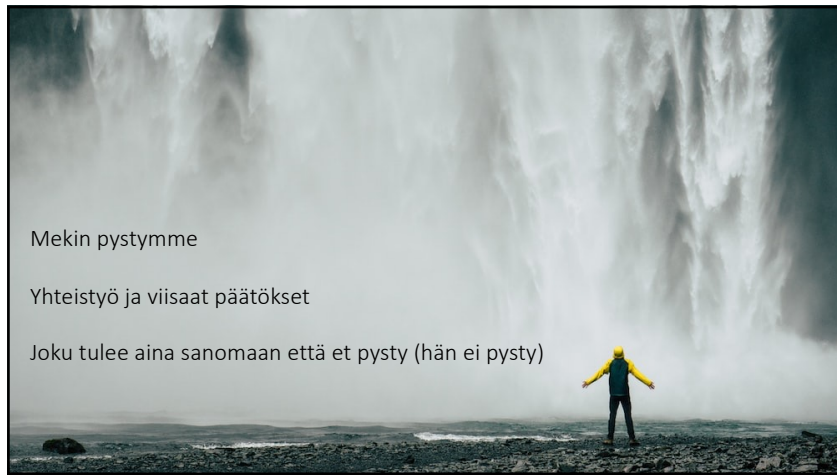 Mekin pystymme
Yhteistyö ja viisaat päätökset
Joku tulee aina sanomaan että et pysty (hän ei pysty)